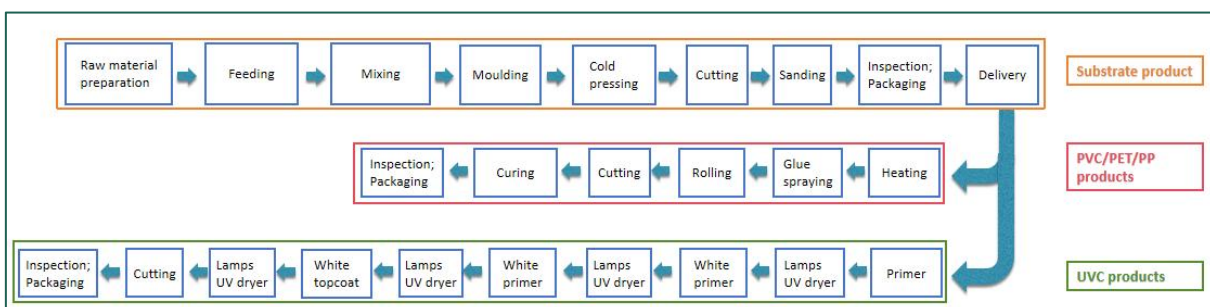 Raw material
preparation
Feeding
Mixing
Moulding
Cold
pressing
Cutting
Sanding
Inspection;
Packaging
Delivery
Substrate product
Inspection;
Packaging
Curing
Cutting
Rolling
Glue
spraying
Heating
PVC/PET/PP
products
Inspection;
Packaging
Cutting
Lamps
UV dryer
White
topcoat
Lamps
UV dryer
White
primer
Lamps
UV dryer
White
primer
Lamps
UV dryer
Primer
UVC products